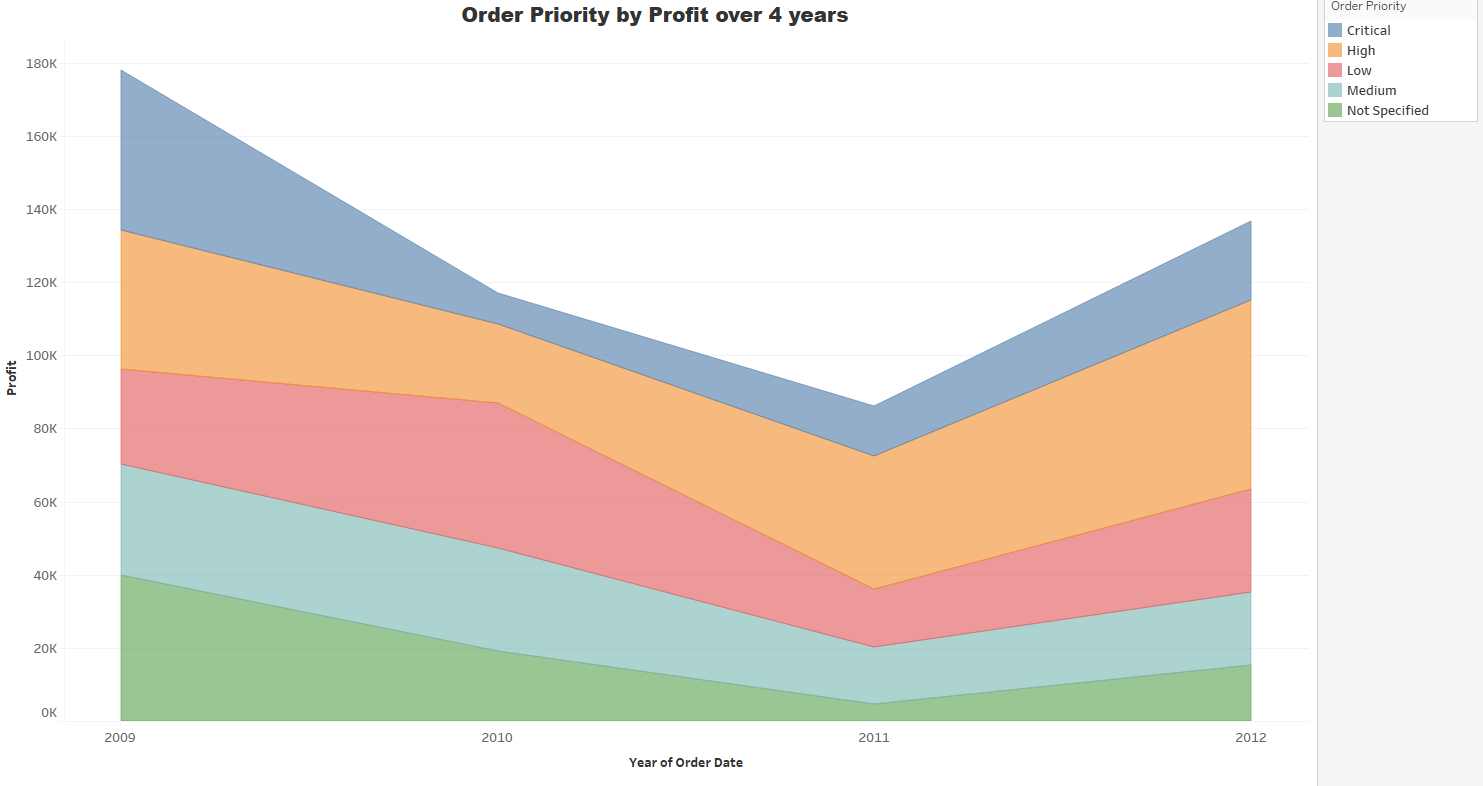 Order Priority by Profit over 4 years
Order Priority
Critical
High
Low
Medium
Not Specified
180K
160K
140K
120K
100K
80K
60K
40K
20K
0K
Profit
2009
2010
2011
2012
Year of Order Date